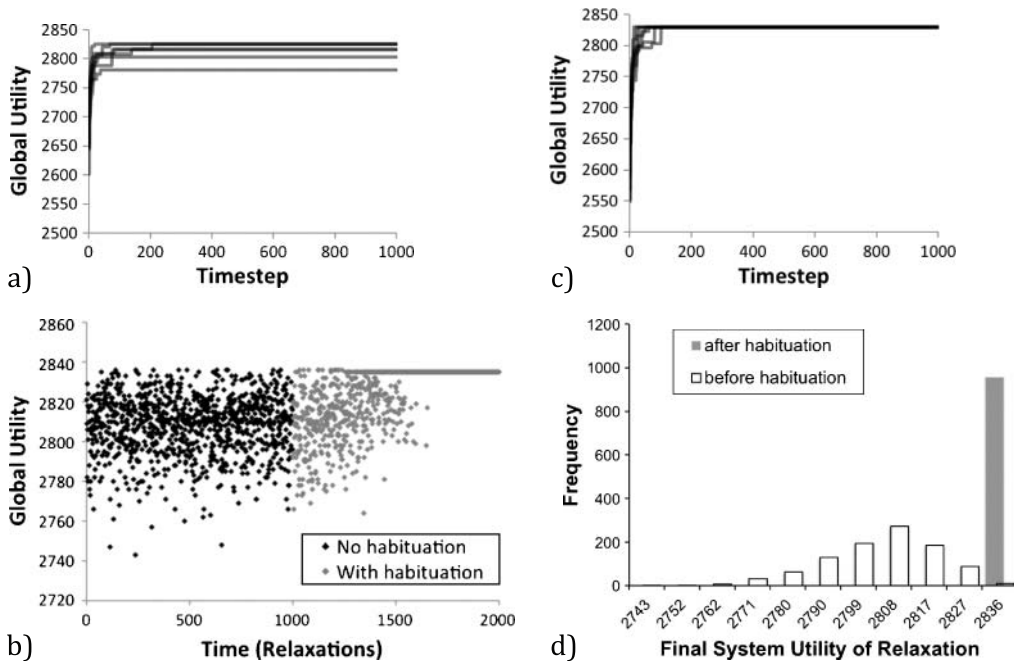 2850
2800
2750
2700
2650
2600
2550
2500
Global Utility
0 200 400 600 800 1000
Timestep
a)
2850
2800
2750
2700
2650
2600
2550
2500
Global Utility
0 200 400 600 800 1000
Timestep
c)
2860
2840
2820
2800
2780
2760
2740
2720
Global Utility
No habituation
With habituation
0 500 1000 1500 2000
Time (Relaxations)
b)
1200
1000
800
600
400
200
0
Frequency
after habituation
before habituation
2743 2752 2762 2771 2780 2790 2799 2808 2817 2827 2836
Final System Utility of Relaxation
d)